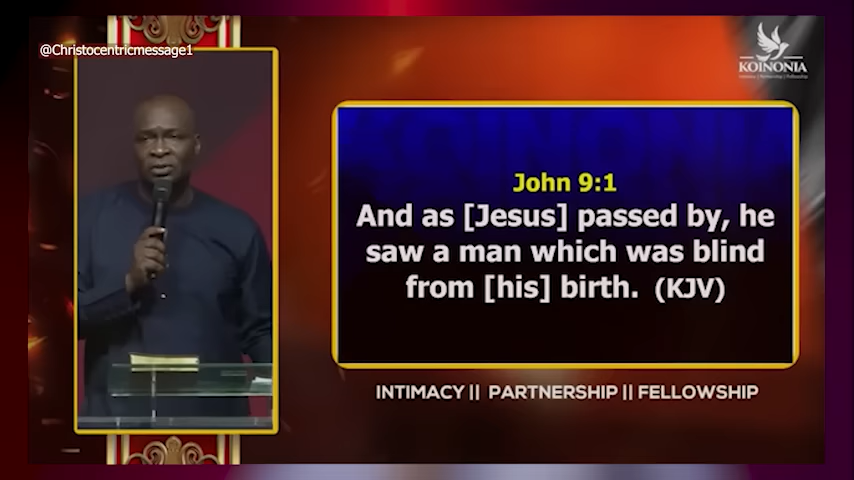 @Christocentricmessage1
KOINONIA
John 9:1
And as [Jesus] passed by, he
saw a man which was blind
from [his] birth. (KJV)
INTIMACY || PARTNERSHIP || FELLOWSHIP